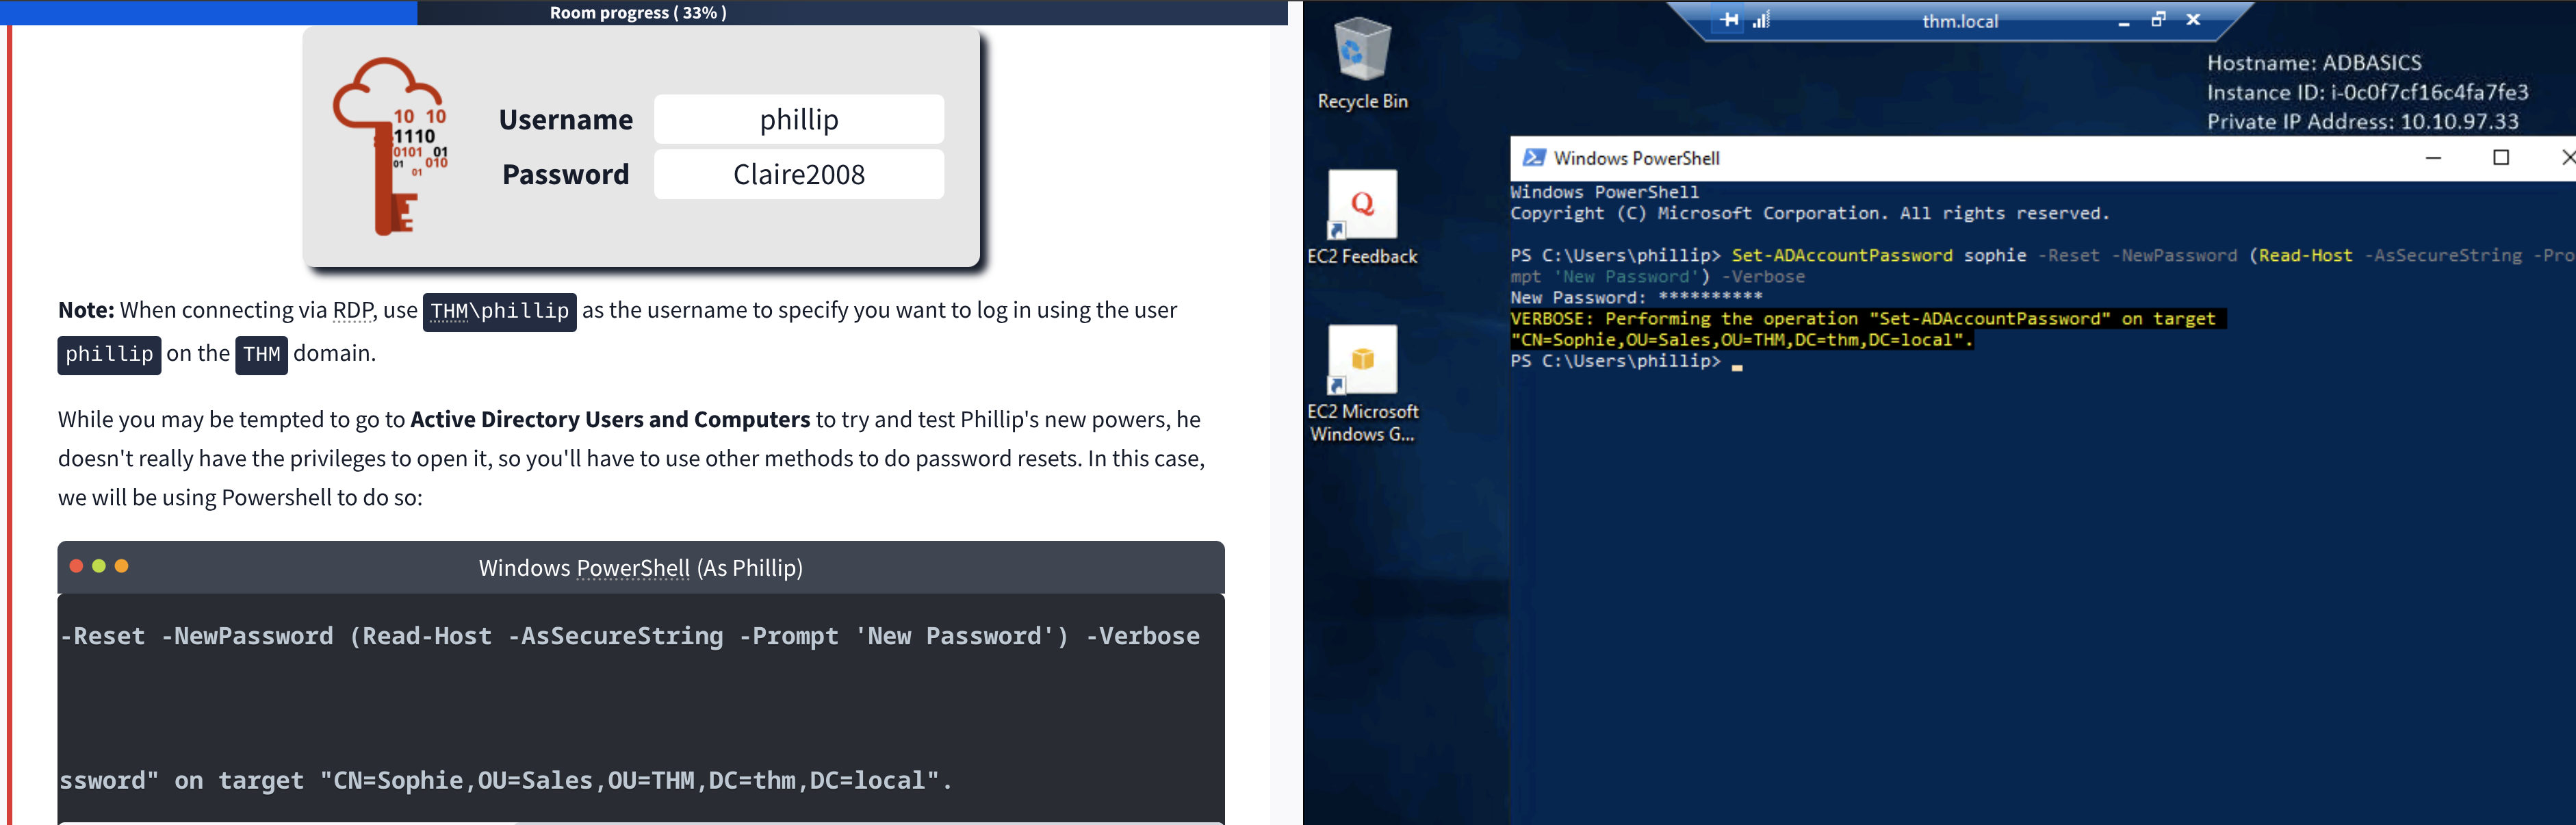 Room progress ( 33% )
10 10
1110
0101 01
01 010
01
Username phillip
Password Claire2008
Note: When connecting via RDP, use THM\phillip as the username to specify you want to log in using the user
phillip on the THM domain.
While you may be tempted to go to Active Directory Users and Computers to try and test Phillip's new powers, he
doesn't really have the privileges to open it, so you'll have to use other methods to do password resets. In this case,
we will be using Powershell to do so:
Windows PowerShell (As Phillip)
-Reset -NewPassword (Read-Host -AsSecureString -Prompt 'New Password') -Verbose
ssword" on target "CN=Sophie,OU=Sales,OU=THM,DC=thm,DC=local".
thm.local
Recycle Bin
Hostname: ADBASICS
Instance ID: i-0c0f7cf16c4fa7fe3
Private IP Address: 10.10.97.33
Q
EC2 Feedback
EC2 Microsoft
Windows G...
Windows PowerShell
Windows PowerShell
Copyright (C) Microsoft Corporation. All rights reserved.
PS C:\Users\phillip> Set-ADAccountPassword sophie -Reset -NewPassword (Read-Host -AsSecureString -Pro
mpt 'New Password') -Verbose
New Password: **********
VERBOSE: Performing the operation "Set-ADAccountPassword" on target
"CN=Sophie,OU=Sales,OU=THM,DC=thm,DC=local".
PS C:\Users\phillip>